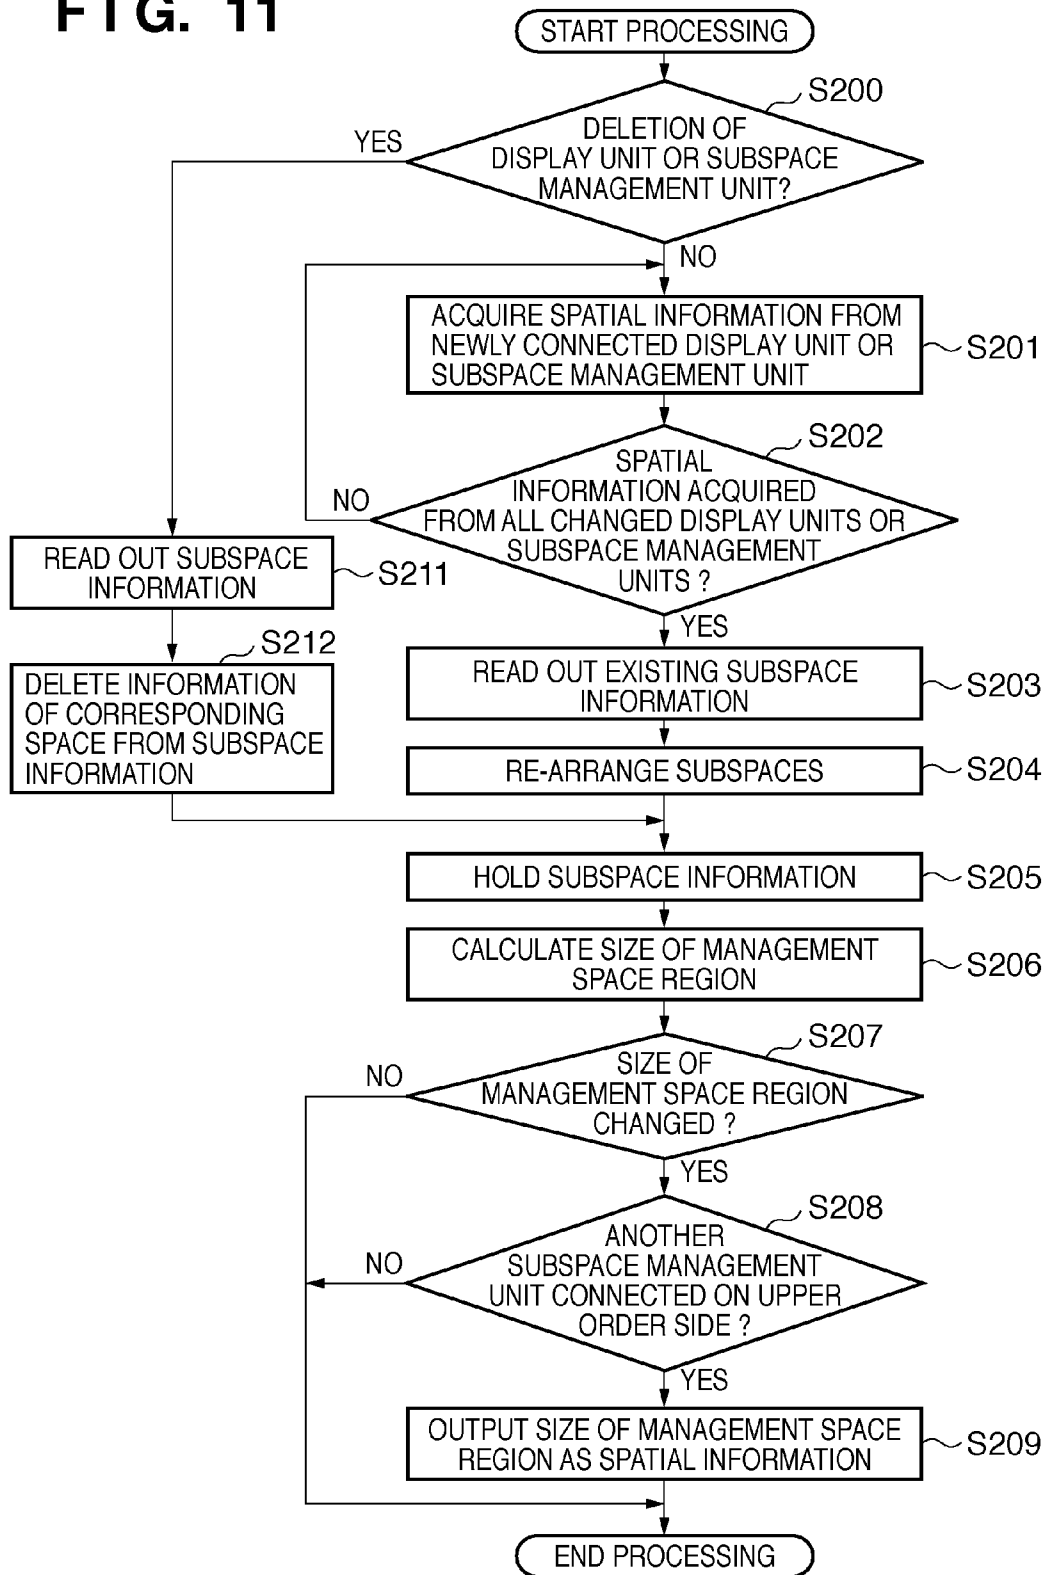 FIG. 11
START PROCESSING
S200
DELETION OF
DISPLAY UNIT OR SUBSPACE
MANAGEMENT UNIT?
YES
NO
ACQUIRE SPATIAL INFORMATION FROM
NEWLY CONNECTED DISPLAY UNIT OR
SUBSPACE MANAGEMENT UNIT
S201
S202
SPATIAL
INFORMATION ACQUIRED
FROM ALL CHANGED DISPLAY UNITS OR
SUBSPACE MANAGEMENT
UNITS ?
NO
YES
READ OUT SUBSPACE
INFORMATION
S211
S212
DELETE INFORMATION
OF CORRESPONDING
SPACE FROM SUBSPACE
INFORMATION
READ OUT EXISTING SUBSPACE
INFORMATION
S203
RE-ARRANGE SUBSPACES
S204
HOLD SUBSPACE INFORMATION
S205
CALCULATE SIZE OF MANAGEMENT
SPACE REGION
S206
S207
SIZE OF
MANAGEMENT SPACE REGION
CHANGED ?
NO
YES
S208
ANOTHER
SUBSPACE MANAGEMENT
UNIT CONNECTED ON UPPER
ORDER SIDE ?
NO
YES
OUTPUT SIZE OF MANAGEMENT SPACE
REGION AS SPATIAL INFORMATION
S209
END PROCESSING